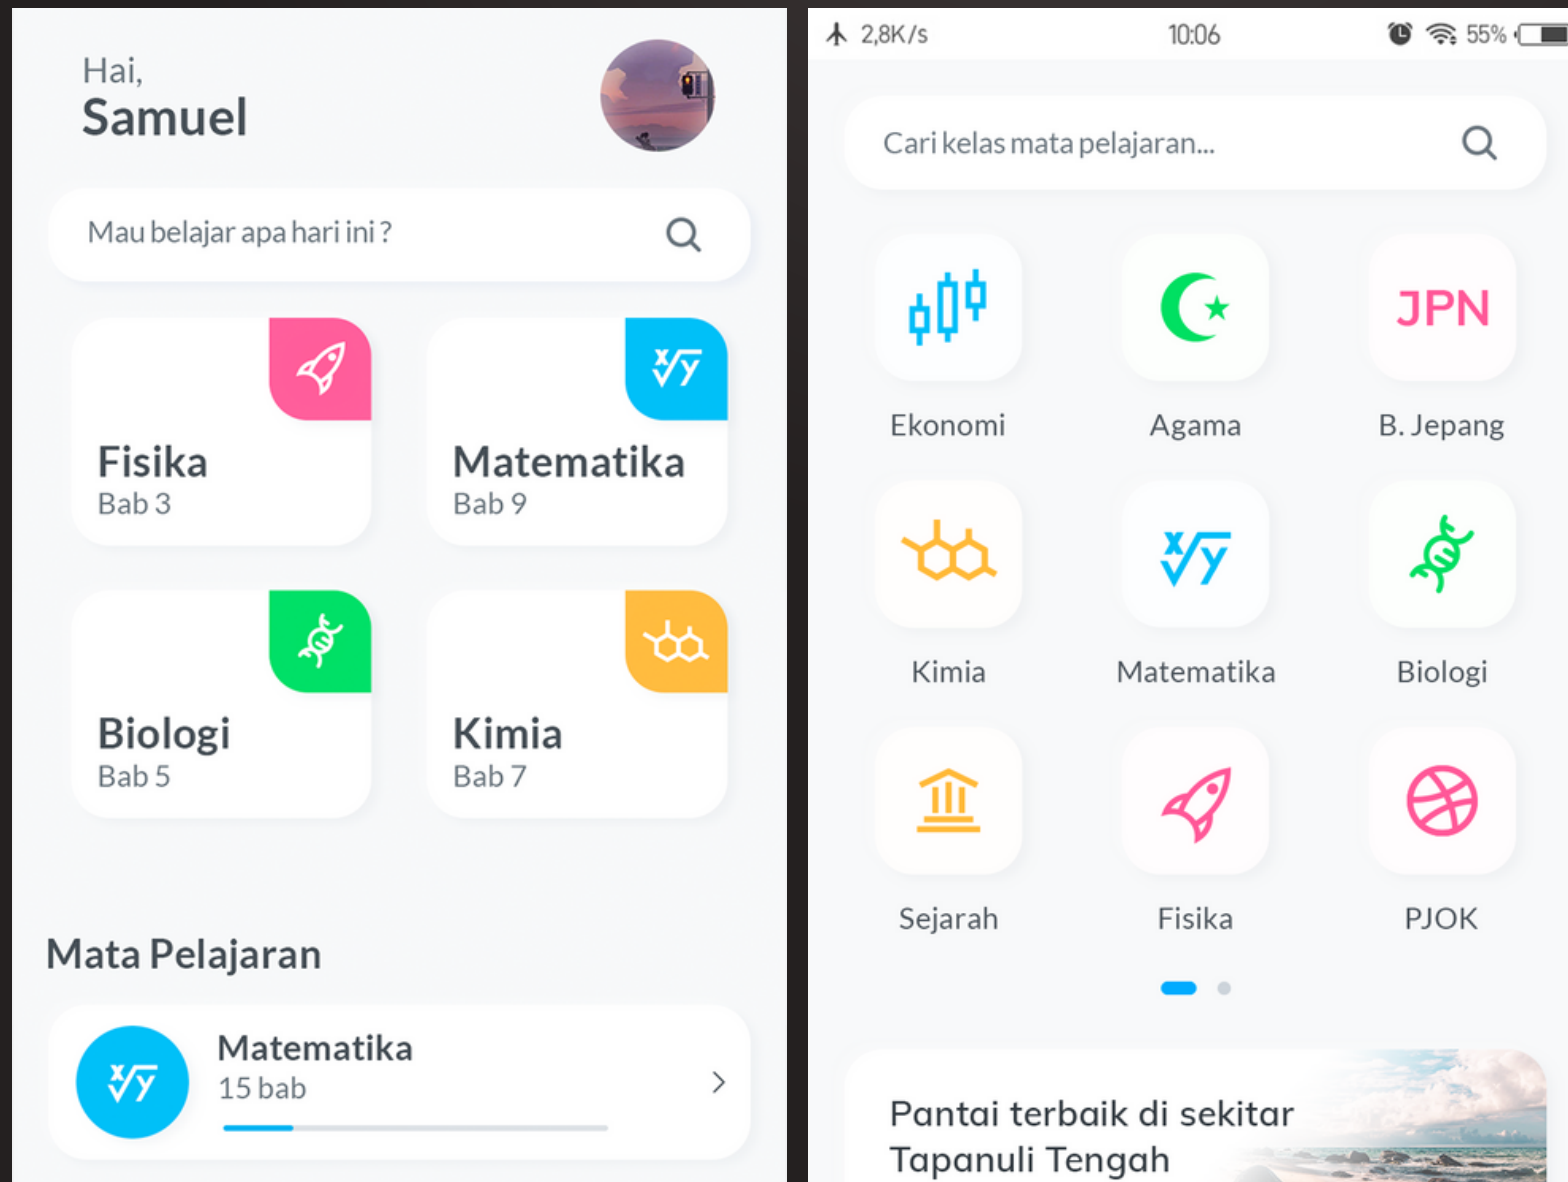 Hai,
Samuel
Mau belajar apa hari ini ?
Fisika
Bab 3
Matematika
Bab 9
Biologi
Bab 5
Kimia
Bab 7
Mata Pelajaran
Matematika
15 bab
2,8K/s
10:06
55%
Cari kelas mata pelajaran...
JPN
Ekonomi
Agama
B. Jepang
Kimia
Matematika
Biologi
Sejarah
Fisika
PJOK
Pantai terbaik di sekitar
Tapanuli Tengah